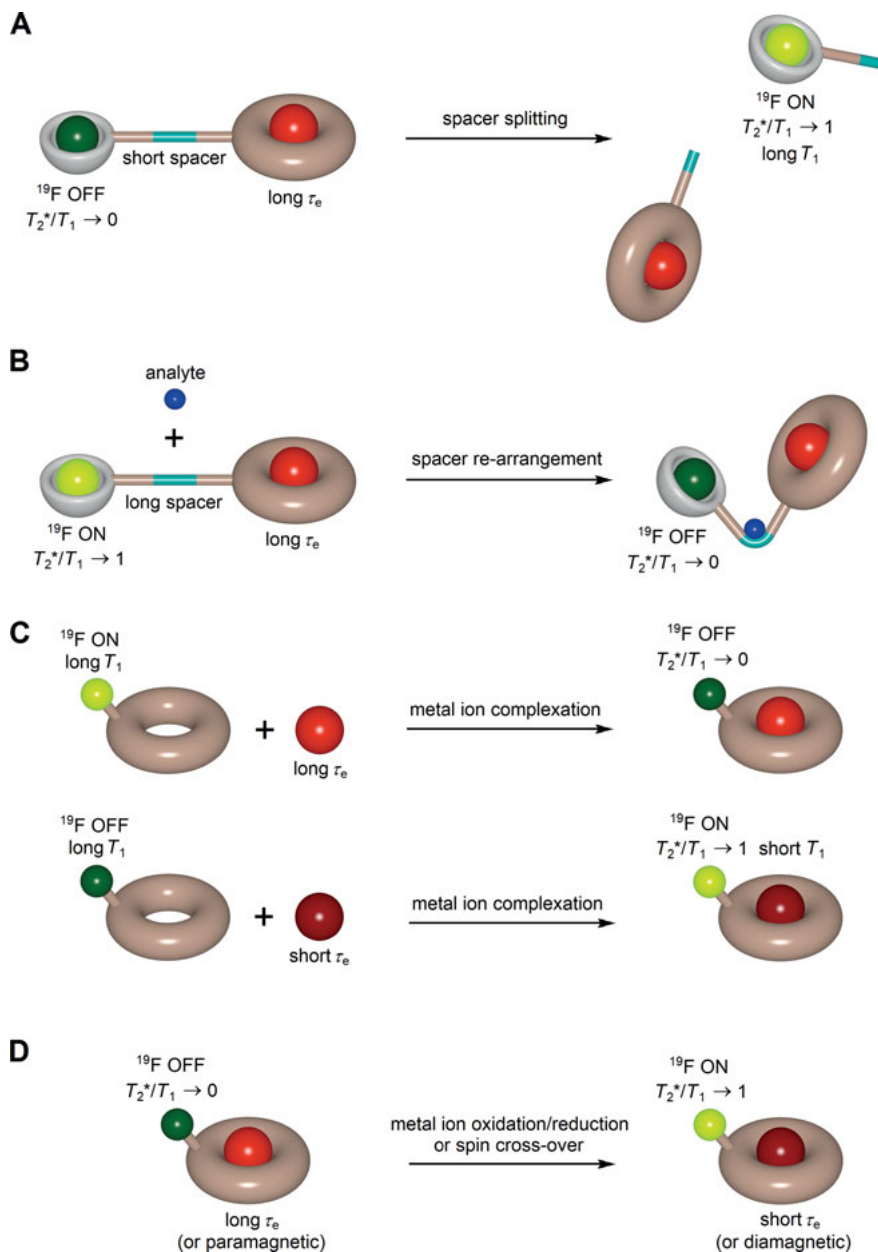 A
short spacer
¹⁹F OFF
T₂*/T₁ → 0
long τₑ
spacer splitting
¹⁹F ON
T₂*/T₁ → 1
long T₁
B
analyte
+
long spacer
¹⁹F ON
T₂*/T₁ → 1
long τₑ
spacer re-arrangement
¹⁹F OFF
T₂*/T₁ → 0
C
¹⁹F ON
long T₁
+
long τₑ
metal ion complexation
¹⁹F OFF
T₂*/T₁ → 0
¹⁹F OFF
long T₁
+
short τₑ
metal ion complexation
¹⁹F ON
T₂*/T₁ → 1 short T₁
D
¹⁹F OFF
T₂*/T₁ → 0
long τₑ
(or paramagnetic)
metal ion oxidation/reduction
or spin cross-over
¹⁹F ON
T₂*/T₁ → 1
short τₑ
(or diamagnetic)